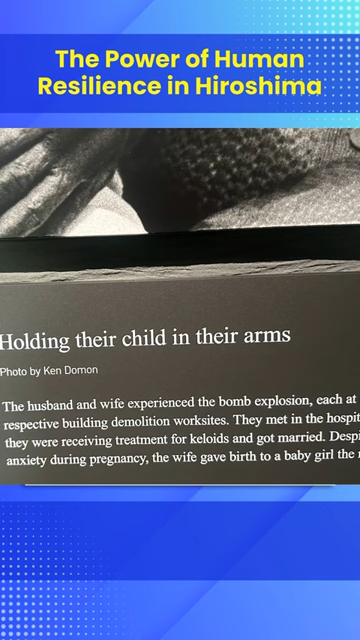 The Power of Human
Resilience in Hiroshima
Holding their child in their arms
Photo by Ken Domon
The husband and wife experienced the bomb explosion, each at
respective building demolition worksites. They met in the
they were receiving treatment for keloids and got married.
anxiety during pregnancy, the wife gave birth to a baby girl the